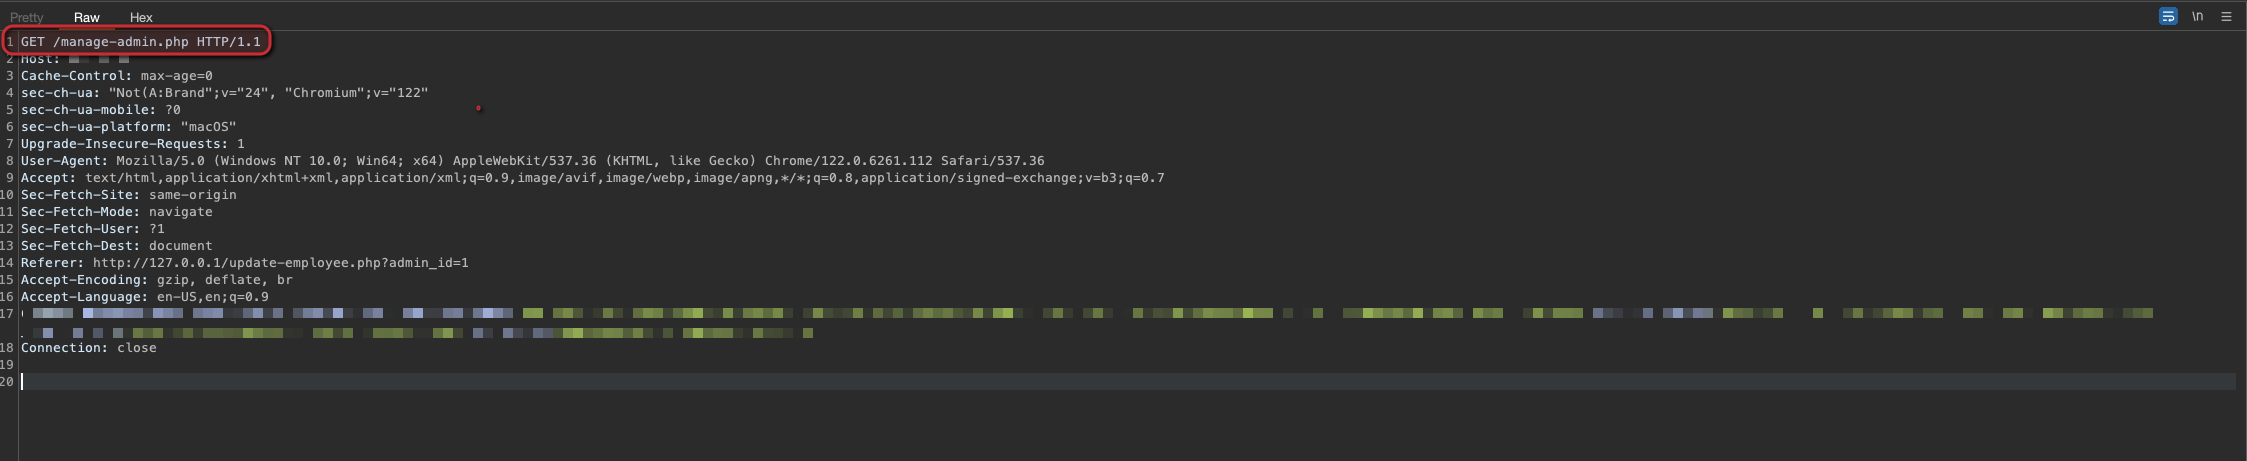 Pretty Raw Hex \n
1 GET /manage-admin.php HTTP/1.1
2 Host:
3 Cache-Control: max-age=0
4 sec-ch-ua: "Not(A:Brand";v="24", "Chromium";v="122"
5 sec-ch-ua-mobile: ?0
6 sec-ch-ua-platform: "macOS"
7 Upgrade-Insecure-Requests: 1
8 User-Agent: Mozilla/5.0 (Windows NT 10.0; Win64; x64) AppleWebKit/537.36 (KHTML, like Gecko) Chrome/122.0.6261.112 Safari/537.36
9 Accept: text/html,application/xhtml+xml,application/xml;q=0.9,image/avif,image/webp,image/apng,*/*;q=0.8,application/signed-exchange;v=b3;q=0.7
10 Sec-Fetch-Site: same-origin
11 Sec-Fetch-Mode: navigate
12 Sec-Fetch-User: ?1
13 Sec-Fetch-Dest: document
14 Referer: http://127.0.0.1/update-employee.php?admin_id=1
15 Accept-Encoding: gzip, deflate, br
16 Accept-Language: en-US,en;q=0.9
17
18 Connection: close
19
20